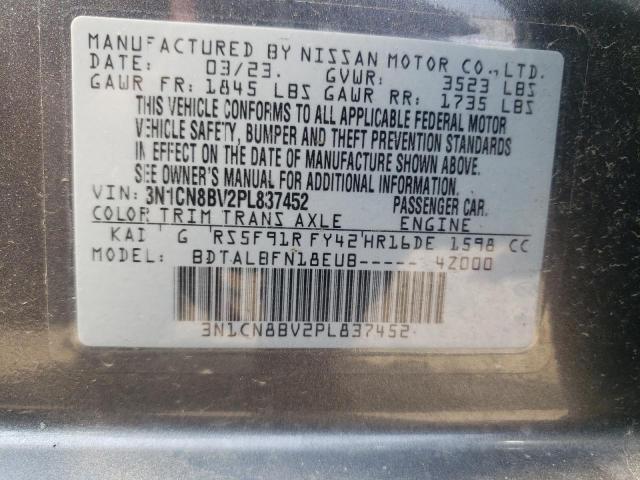 MANUFACTURED BY NISSAN MOTOR CO., LTD.
DATE: 03/23. GVWR: 3523 LBS
GAWR FR: 1845 LBS GAWR RR: 1735 LBS
THIS VEHICLE CONFORMS TO ALL APPLICABLE FEDERAL MOTOR
VEHICLE SAFETY, BUMPER AND THEFT PREVENTION STANDARDS
IN EFFECT ON THE DATE OF MANUFACTURE SHOWN ABOVE.
SEE OWNER'S MANUAL FOR ADDITIONAL INFORMATION.
VIN: 3N1CN8BV2PL837452 PASSENGER CAR.
COLOR TRIM TRANS AXLE ENGINE
KAD G RS5F91R FY42 HR16DE 1598 CC
MODEL: BDTALBFN18EUB----- 4Z000
3N1CN8BV2PL837452